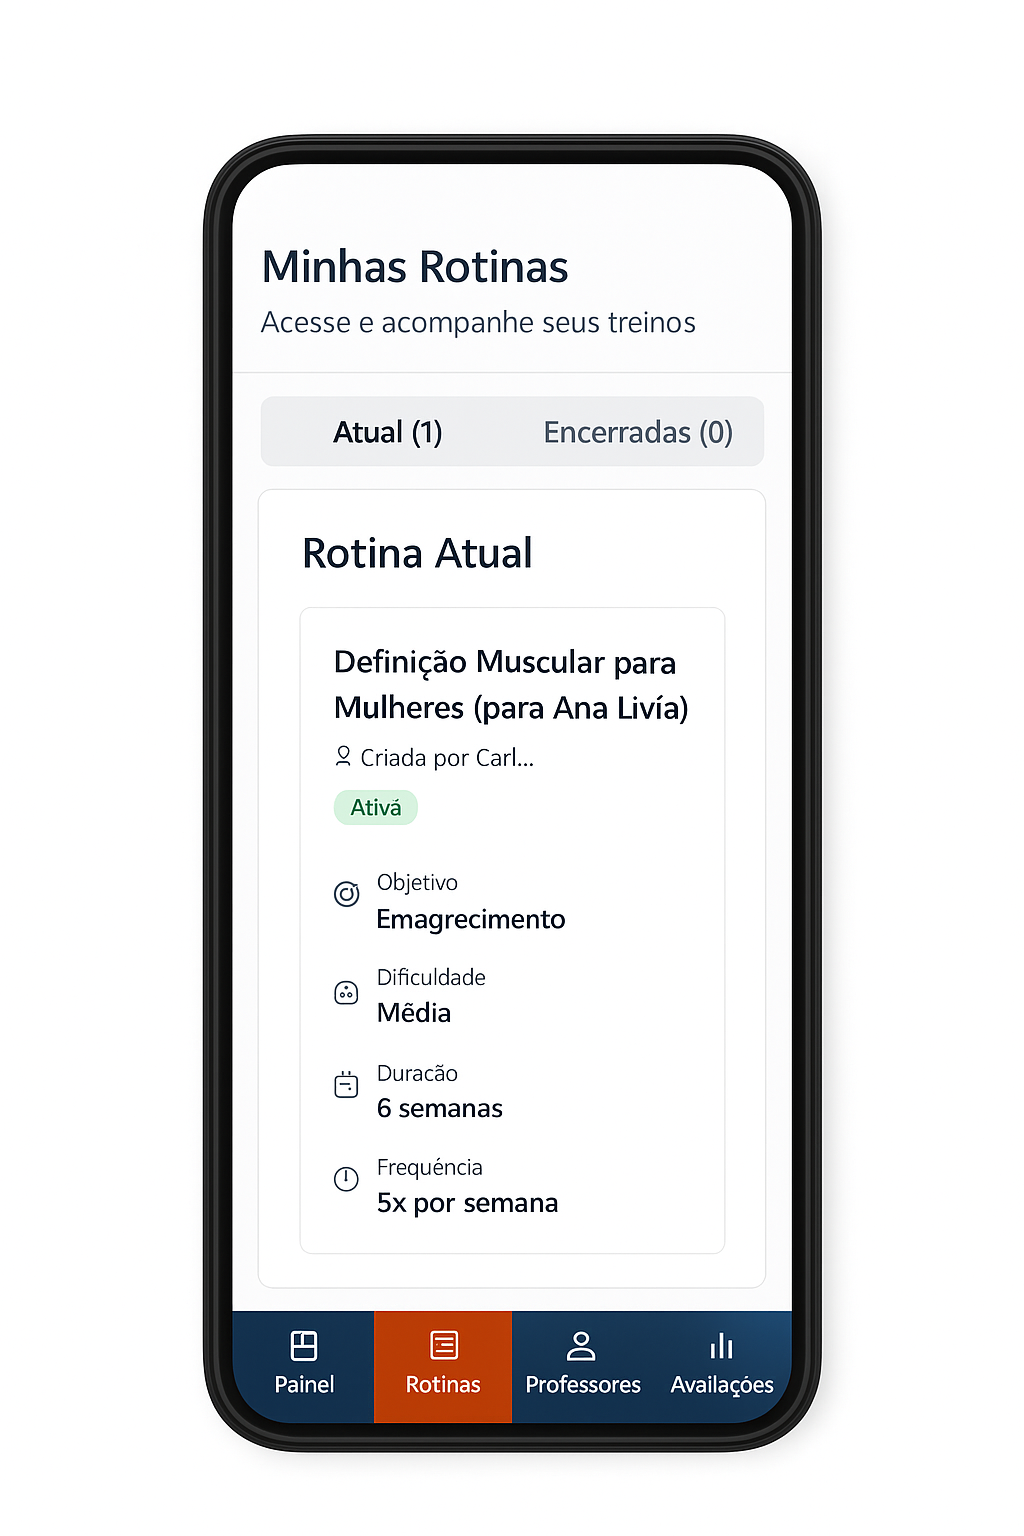 Minhas Rotinas
Acesse e acompanhe seus treinos
Atual (1)
Encerradas (0)
Rotina Atual
Definição Muscular para
Mulheres (para Ana Livía)
Criada por Carl...
Ativá
Objetivo
Emagrecimento
Dificuldade
Mẽdia
Duracão
6 semanas
Frequéncia
5x por semana
Painel
Rotinas
Professores
Availações